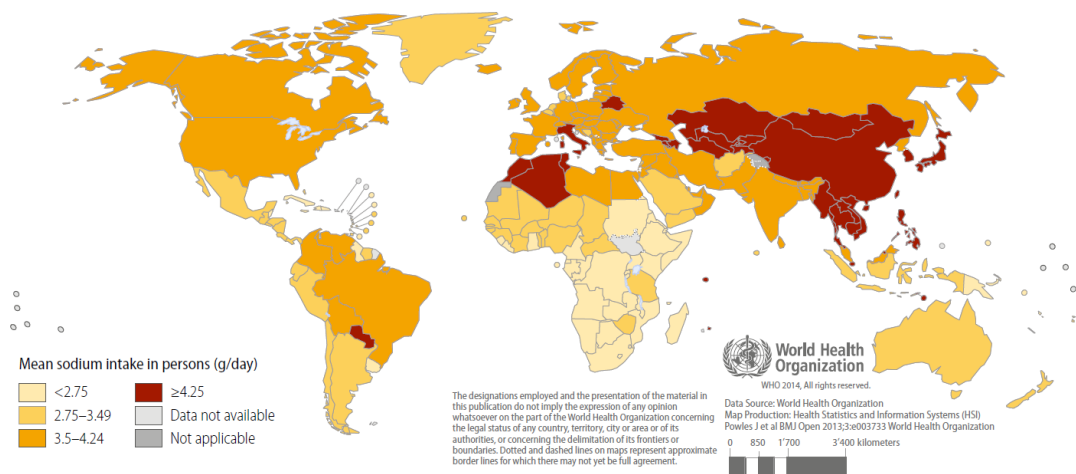 Mean sodium intake in persons (g/day)
<2.75
2.75–3.49
3.5–4.24
≥4.25
Data not available
Not applicable
The designations employed and the presentation of the material in
this publication do not imply the expression of any opinion
whatsoever on the part of the World Health Organization concerning
the legal status of any country, territory, city or area or of its
authorities, or concerning the delimitation of its frontiers or
boundaries. Dotted and dashed lines on maps represent approximate
border lines for which there may not yet be full agreement.
World Health
Organization
WHO 2014, All rights reserved.
Data Source: World Health Organization
Map Production: Health Statistics and Information Systems (HSI)
Powles J et al BMJ Open 2013;3:e003733 World Health Organization
0 850 1'700 3'400 kilometers